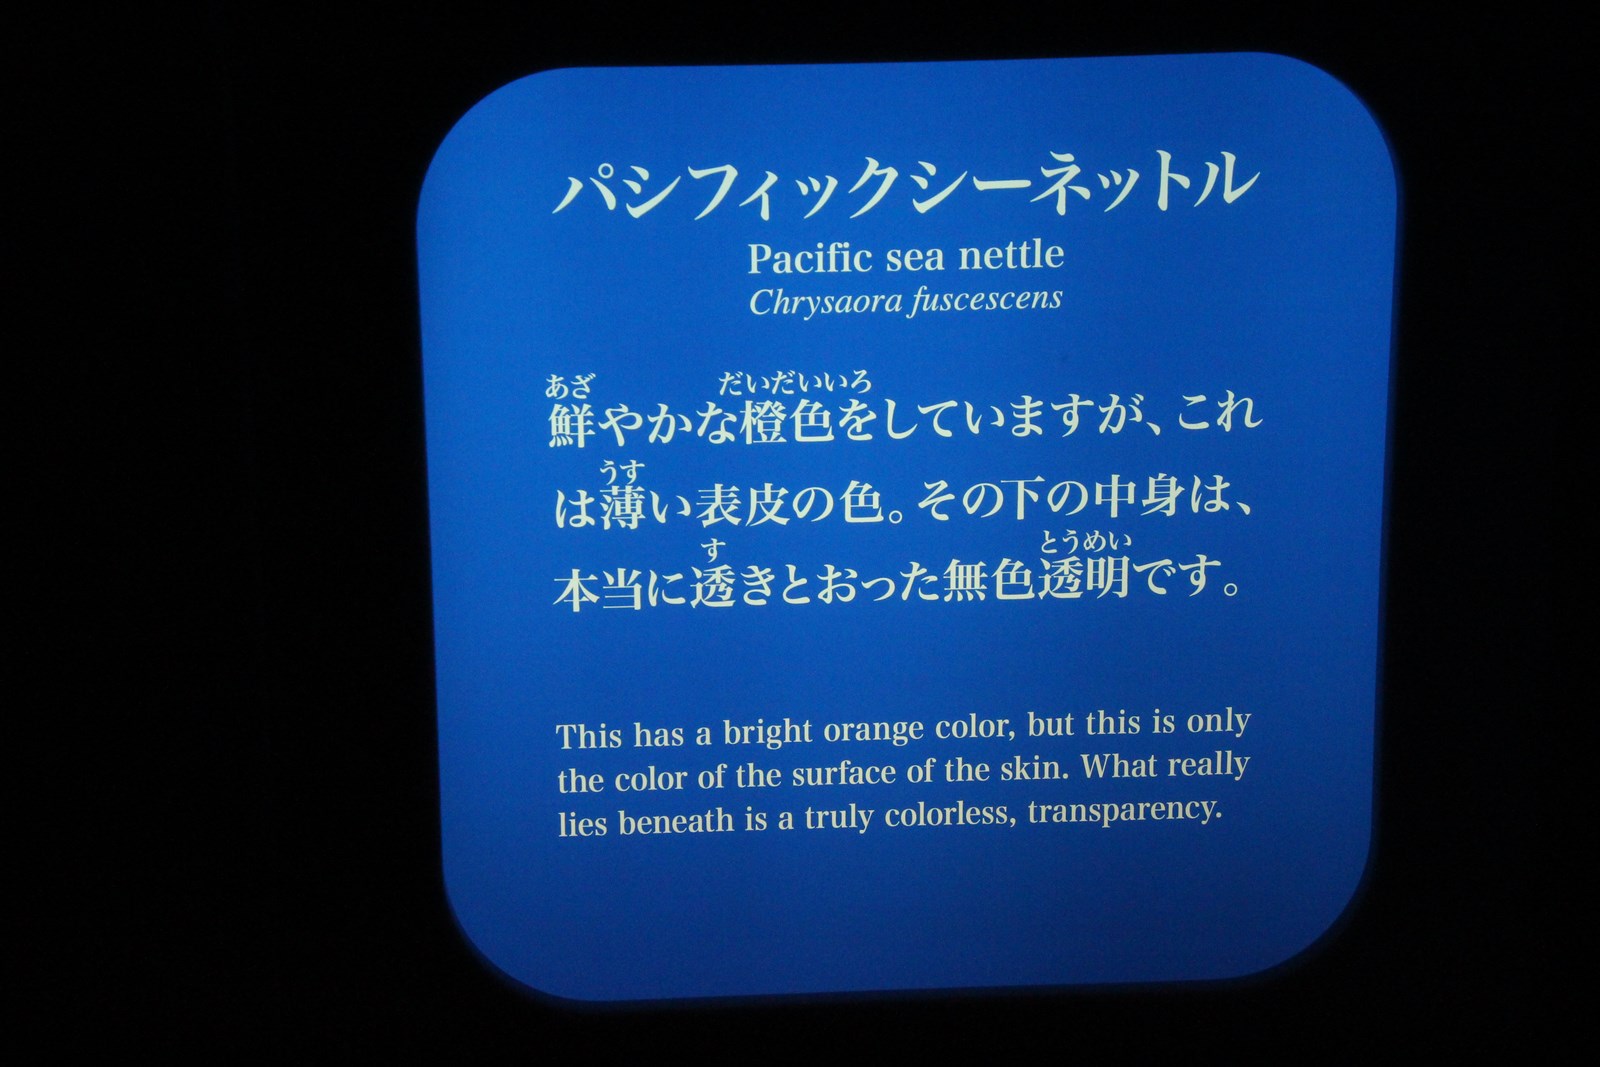 パシフィックシーネットル
Pacific sea nettle
Chrysaora fuscescens
あざ だいだいいろ
鮮やかな橙色をしていますが、これ
うす
は薄い表皮の色。その下の中身は、
す とうめい
本当に透きとおった無色透明です。
This has a bright orange color, but this is only
the color of the surface of the skin. What really
lies beneath is a truly colorless, transparency.